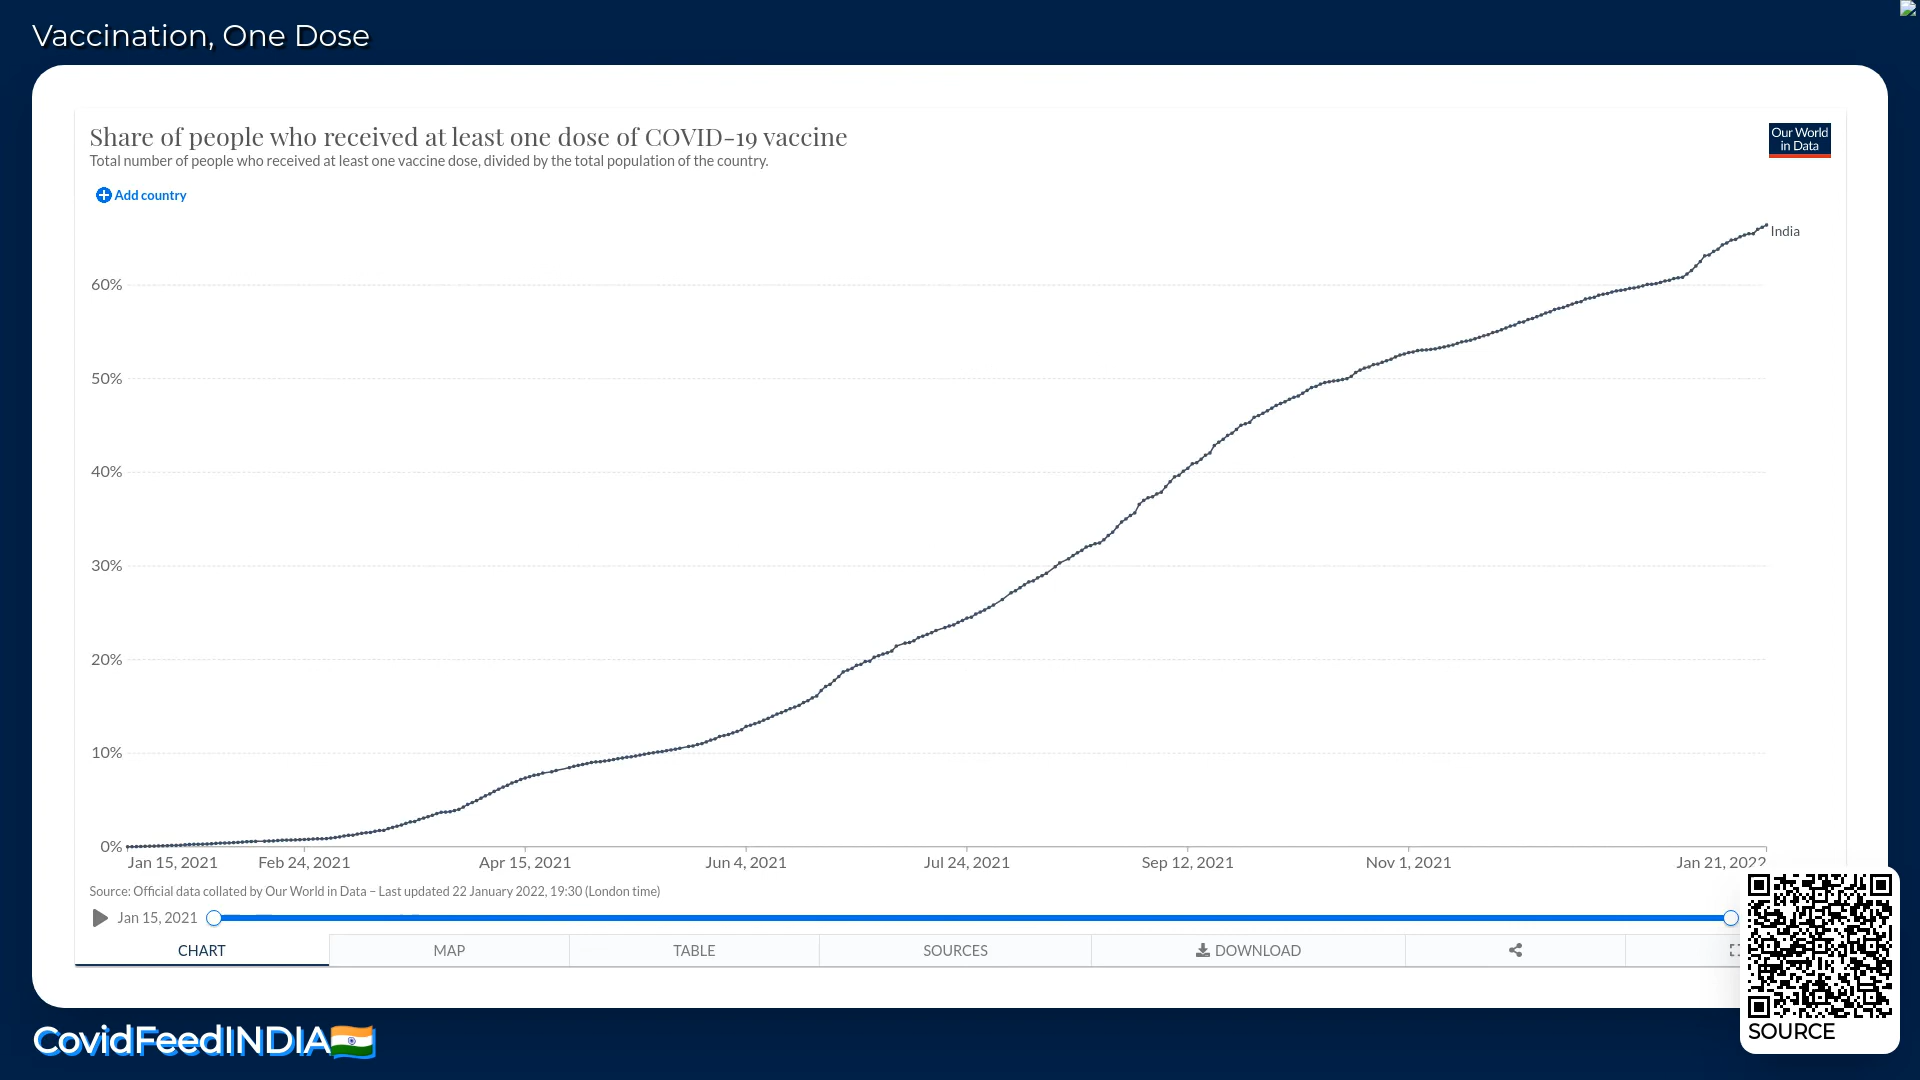 Vaccination, One Dose
Share of people who received at least one dose of COVID-19 vaccine
Total number of people who received at least one vaccine dose, divided by the total population of the country.
Our World
in Data
Add country
India
60%
50%
40%
30%
20%
10%
0%
Jan 15, 2021 Feb 24, 2021 Apr 15, 2021 Jun 4, 2021 Jul 24, 2021 Sep 12, 2021 Nov 1, 2021 Jan 21, 2022
Source: Official data collated by Our World in Data – Last updated 22 January 2022, 19:30 (London time)
Jan 15, 2021
CHART MAP TABLE SOURCES DOWNLOAD
SOURCE
CovidFeedINDIA